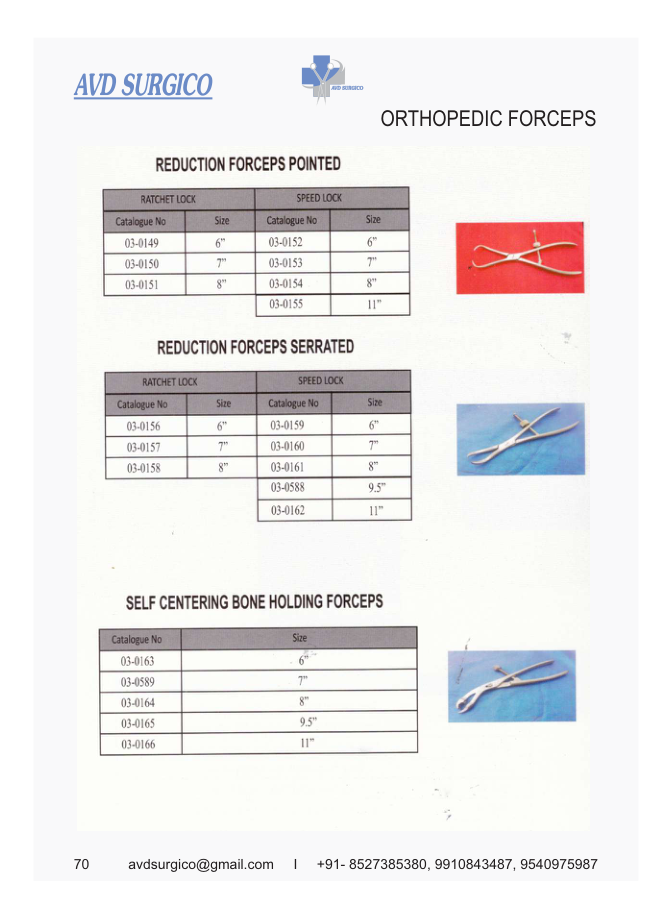 AVD SURGICO
AVD SURGICO
ORTHOPEDIC FORCEPS
REDUCTION FORCEPS POINTED
RATCHET LOCK SPEED LOCK
Catalogue No Size Catalogue No Size
03-0149 6” 03-0152 6”
03-0150 7” 03-0153 7”
03-0151 8” 03-0154 8”
03-0155 11”
REDUCTION FORCEPS SERRATED
RATCHET LOCK SPEED LOCK
Catalogue No Size Catalogue No Size
03-0156 6” 03-0159 6”
03-0157 7” 03-0160 7”
03-0158 8” 03-0161 8”
03-0588 9.5”
03-0162 11”
SELF CENTERING BONE HOLDING FORCEPS
Catalogue No Size
03-0163 6”
03-0589 7”
03-0164 8”
03-0165 9.5”
03-0166 11”
70 avdsurgico@gmail.com I +91- 8527385380, 9910843487, 9540975987